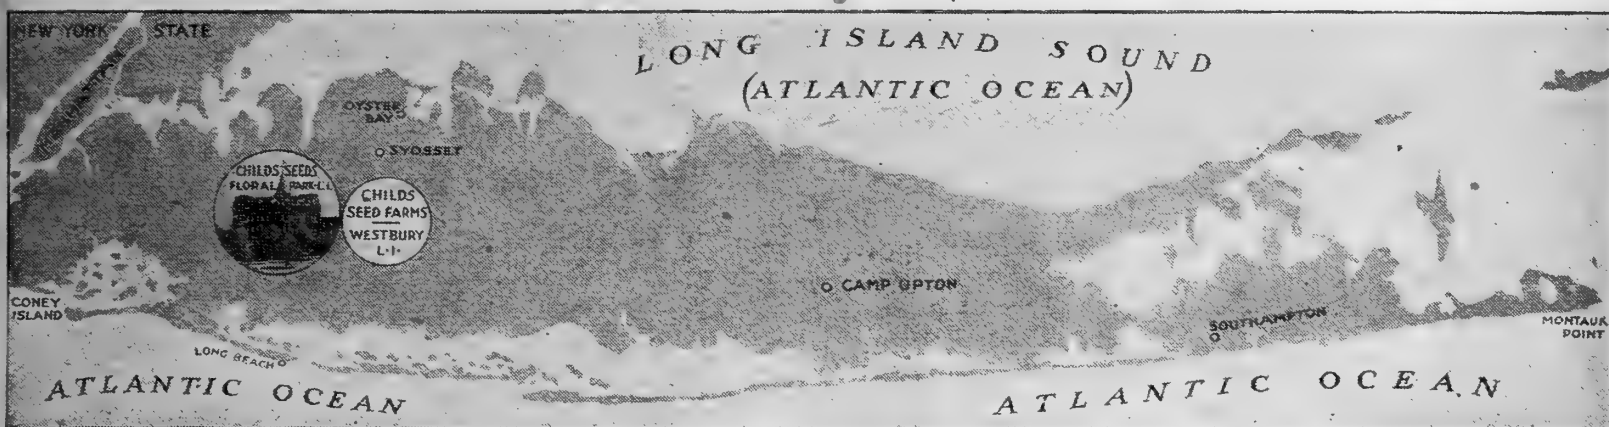 NEW YORK STATE
MANHATTAN
LONG ISLAND SOUND
(ATLANTIC OCEAN)
OYSTER
BAY
SYOSSET
CHILDS SEEDS
FLORAL PARK L.I.
CHILDS
SEED FARMS
WESTBURY
L.I.
CAMP UPTON
CONEY
ISLAND
LONG BEACH
SOUTHAMPTON
MONTAUK
POINT
ATLANTIC OCEAN
ATLANTIC OCEAN